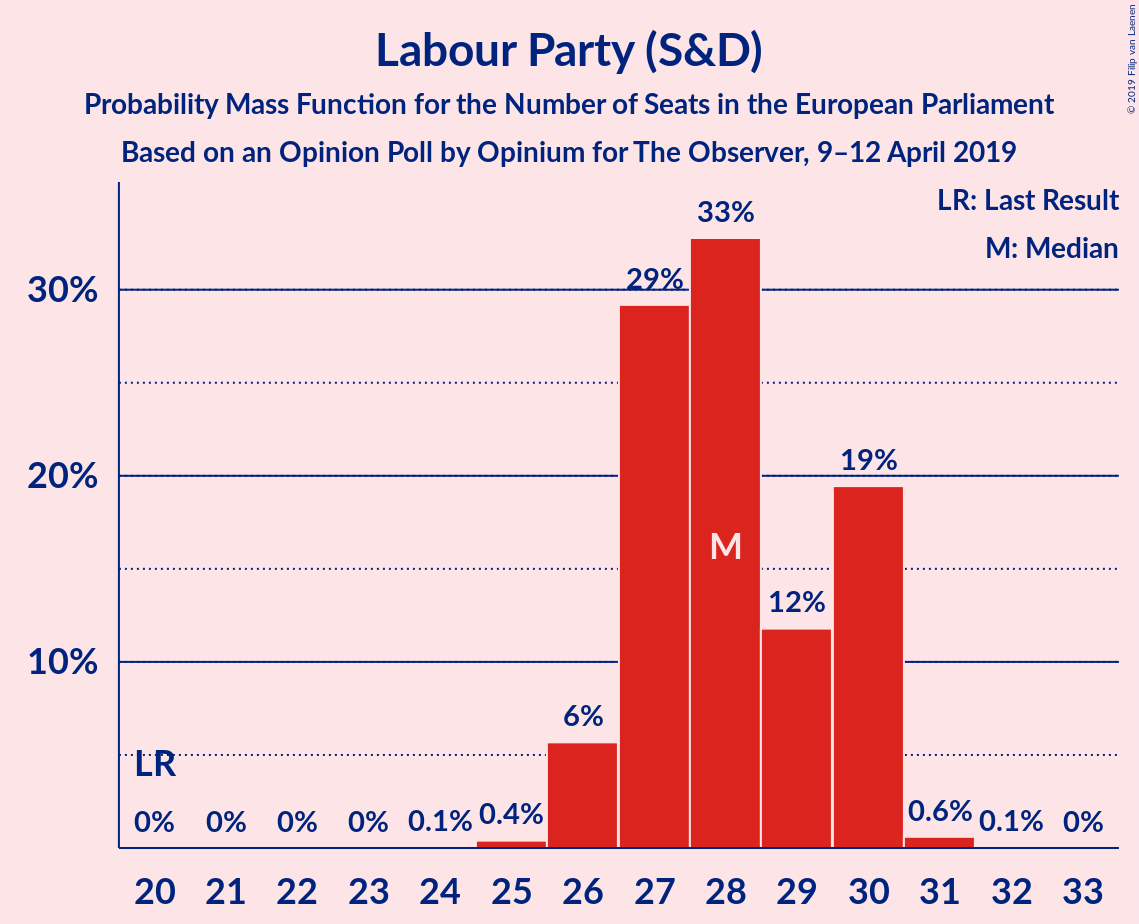 Labour Party (S&D)
Probability Mass Function for the Number of Seats in the European Parliament
Based on an Opinion Poll by Opinium for The Observer, 9–12 April 2019
© 2019 Filip van Laenen
LR: Last Result
M: Median
33%
30%
29%
20%
19%
M
12%
10%
6%
LR
0% 0% 0% 0% 0.1% 0.4% 0.6% 0.1% 0%
20 21 22 23 24 25 26 27 28 29 30 31 32 33